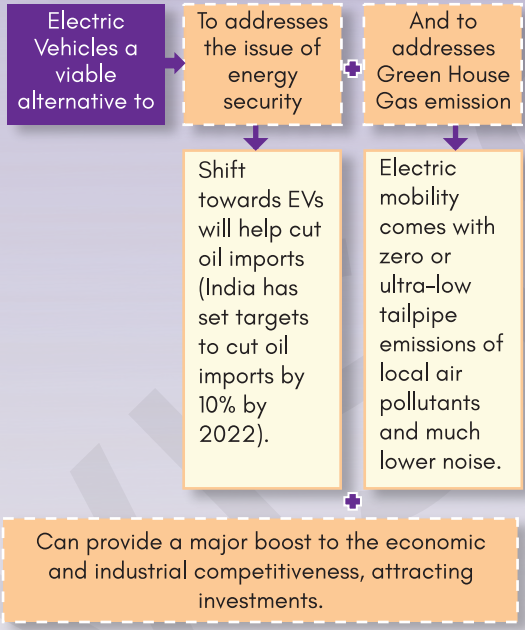 Electric
Vehicles a
viable
alternative to
To addresses
the issue of
energy
security
And to
addresses
Green House
Gas emission
Shift
towards EVs
will help cut
oil imports
(India has
set targets
to cut oil
imports by
10% by
2022).
Electric
mobility
comes with
zero or
ultra-low
tailpipe
emissions of
local air
pollutants
and much
lower noise.
Can provide a major boost to the economic
and industrial competitiveness, attracting
investments.